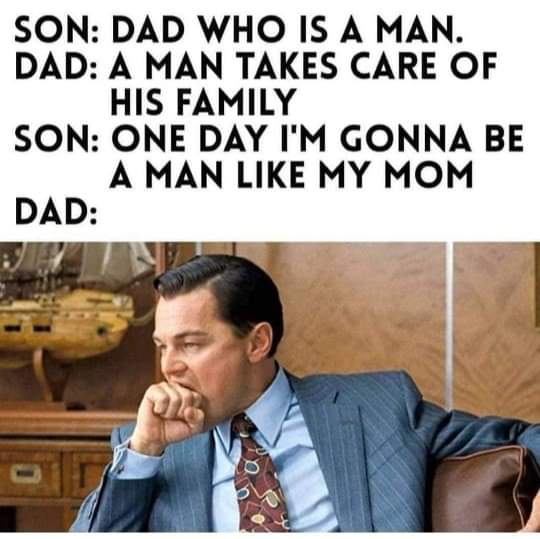 SON: DAD WHO IS A MAN.
DAD: A MAN TAKES CARE OF
HIS FAMILY
SON: ONE DAY I'M GONNA BE
A MAN LIKE MY MOM
DAD: